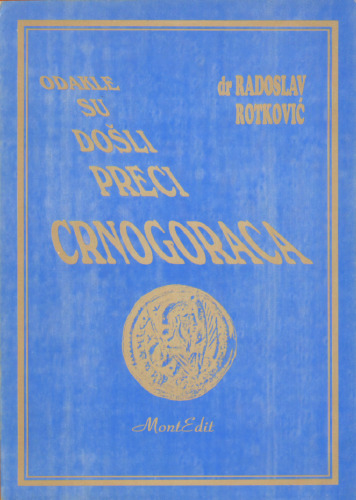 ODAKLE
SU
DOŠLI
PRECI
CRNOGORACA
dr RADOSLAV
ROTKOVIĆ
MontEdit